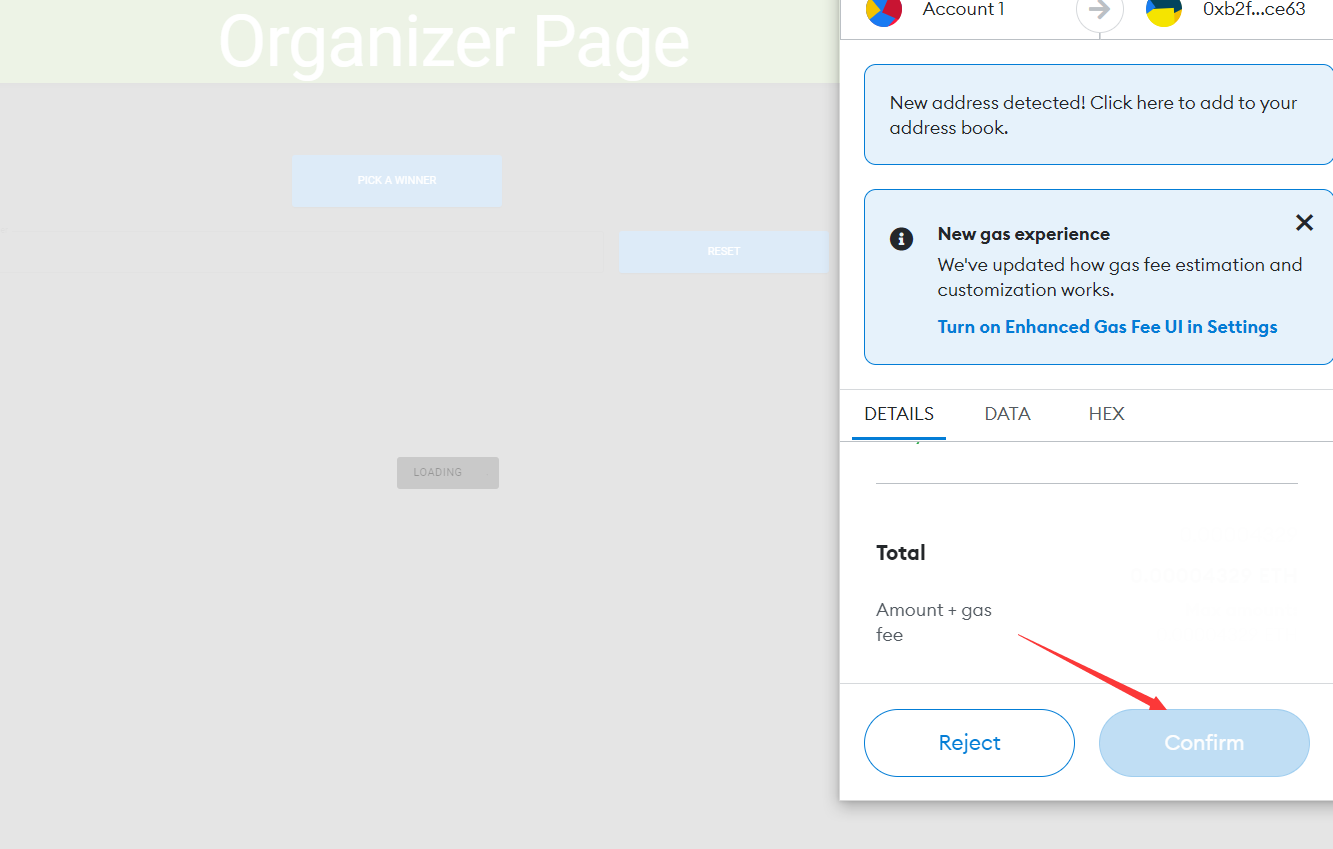 Organizer Page
PICK A WINNER
RESET
LOADING
Account 1
0xb2f...ce63
New address detected! Click here to add to your
address book.
New gas experience
We've updated how gas fee estimation and
customization works.
Turn on Enhanced Gas Fee UI in Settings
DETAILS
DATA
HEX
Total
Amount + gas
fee
Reject
Confirm